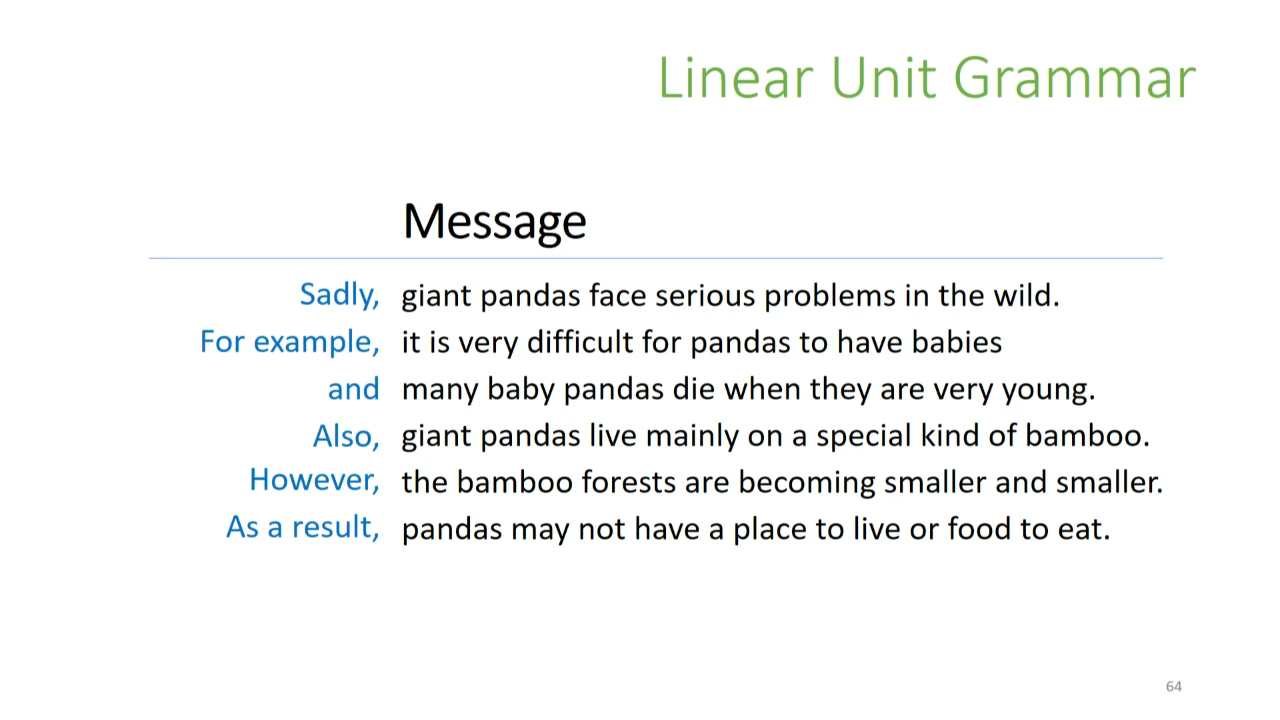 Linear Unit Grammar
Message
Sadly, giant pandas face serious problems in the wild.
For example, it is very difficult for pandas to have babies
and many baby pandas die when they are very young.
Also, giant pandas live mainly on a special kind of bamboo.
However, the bamboo forests are becoming smaller and smaller.
As a result, pandas may not have a place to live or food to eat.
64